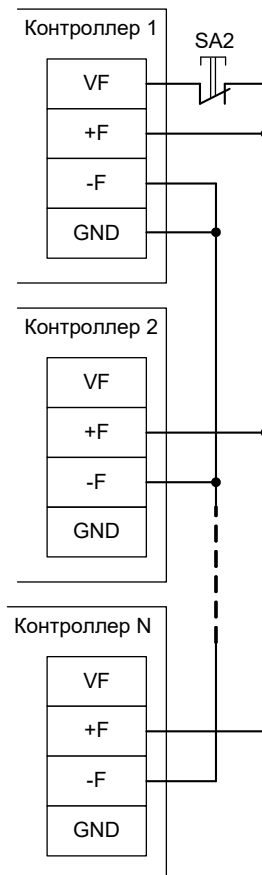 Контроллер 1
SA2
VF
+F
-F
GND
Контроллер 2
VF
+F
-F
GND
Контроллер N
VF
+F
-F
GND